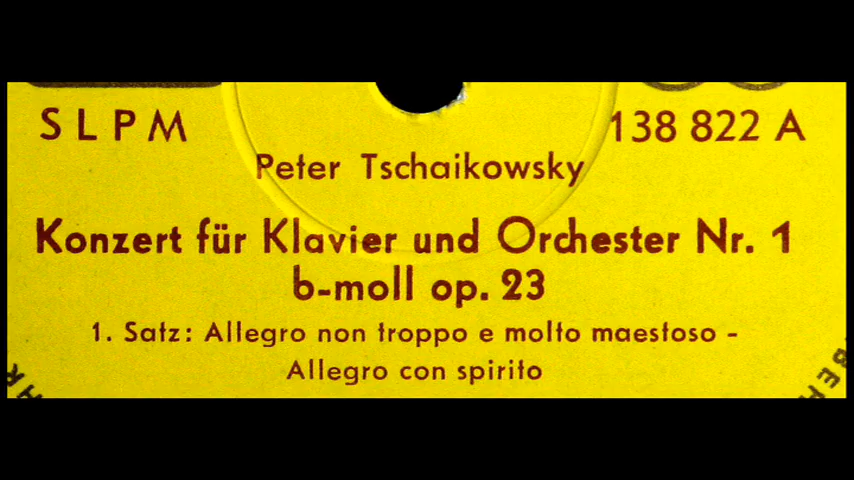 SLPM 138 822 A
Peter Tschaikowsky
Konzert für Klavier und Orchester Nr. 1
b-moll op. 23
1. Satz: Allegro non troppo e molto maestoso -
Allegro con spirito